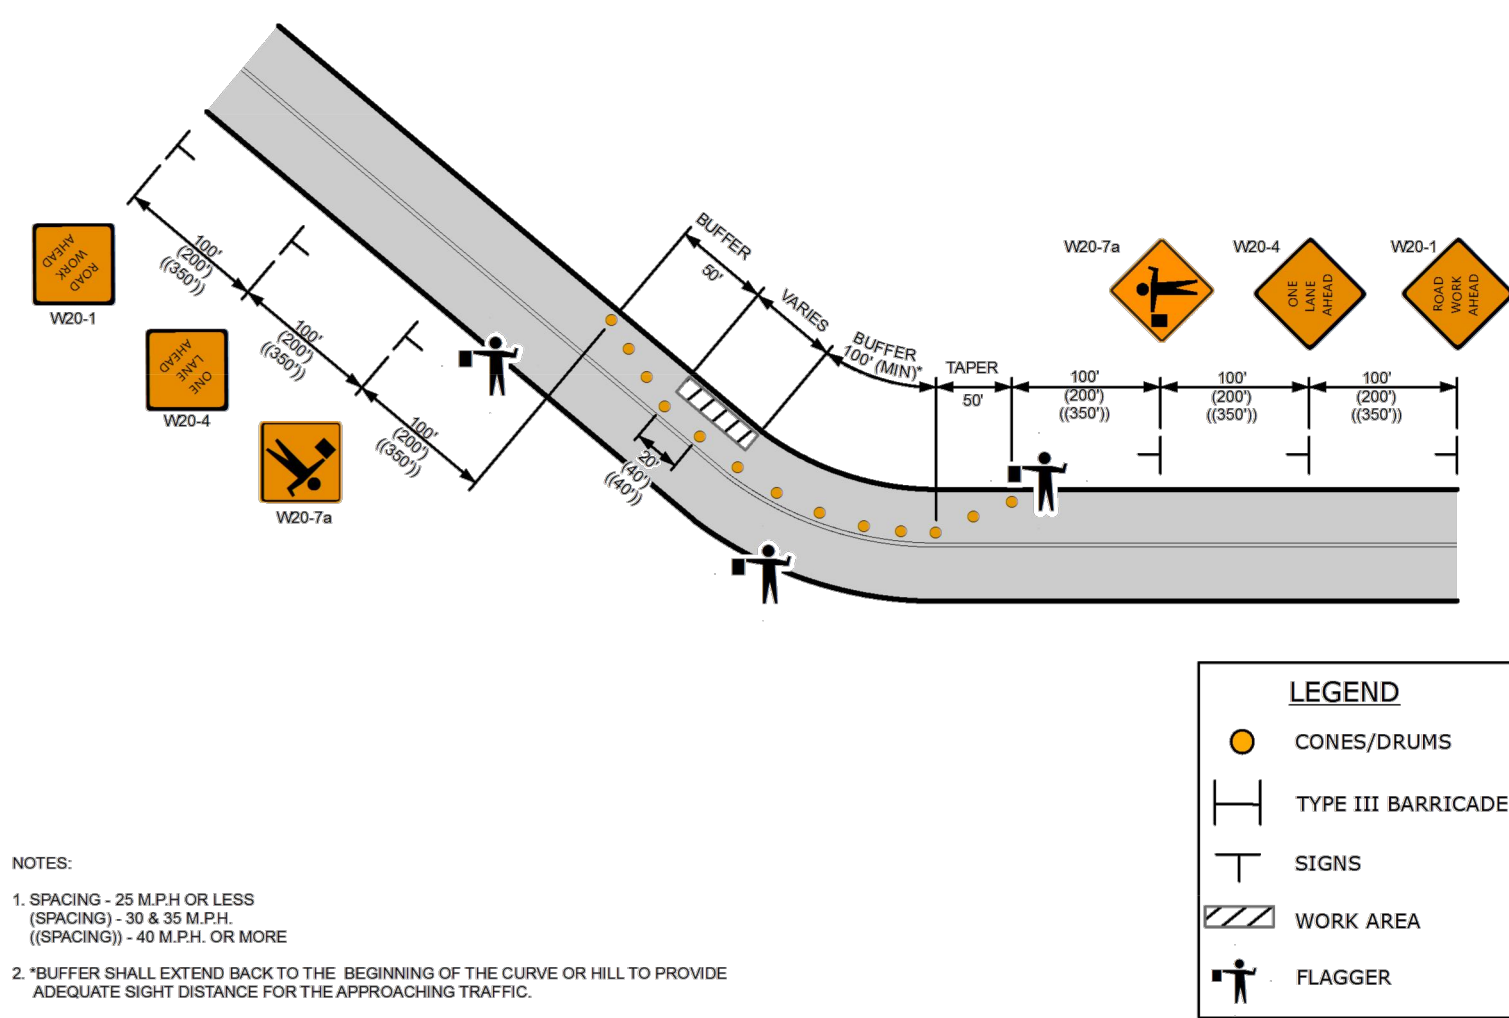 BUFFER
50'
VARIES
BUFFER
100' (MIN)*
TAPER
50'
W20-7a
W20-4
ONE
LANE
AHEAD
W20-1
ROAD
WORK
AHEAD
100'
(200')
((350'))
100'
(200')
((350'))
100'
(200')
((350'))
ROAD
WORK
AHEAD
W20-1
100'
(200')
((350'))
ONE
LANE
AHEAD
W20-4
100'
(200')
((350'))
W20-7a
100'
(200')
((350'))
20'
(40')
((40'))
LEGEND
CONES/DRUMS
TYPE III BARRICADE
SIGNS
WORK AREA
FLAGGER
NOTES:
1. SPACING - 25 M.P.H OR LESS
(SPACING) - 30 & 35 M.P.H.
((SPACING)) - 40 M.P.H. OR MORE
2. *BUFFER SHALL EXTEND BACK TO THE BEGINNING OF THE CURVE OR HILL TO PROVIDE
ADEQUATE SIGHT DISTANCE FOR THE APPROACHING TRAFFIC.